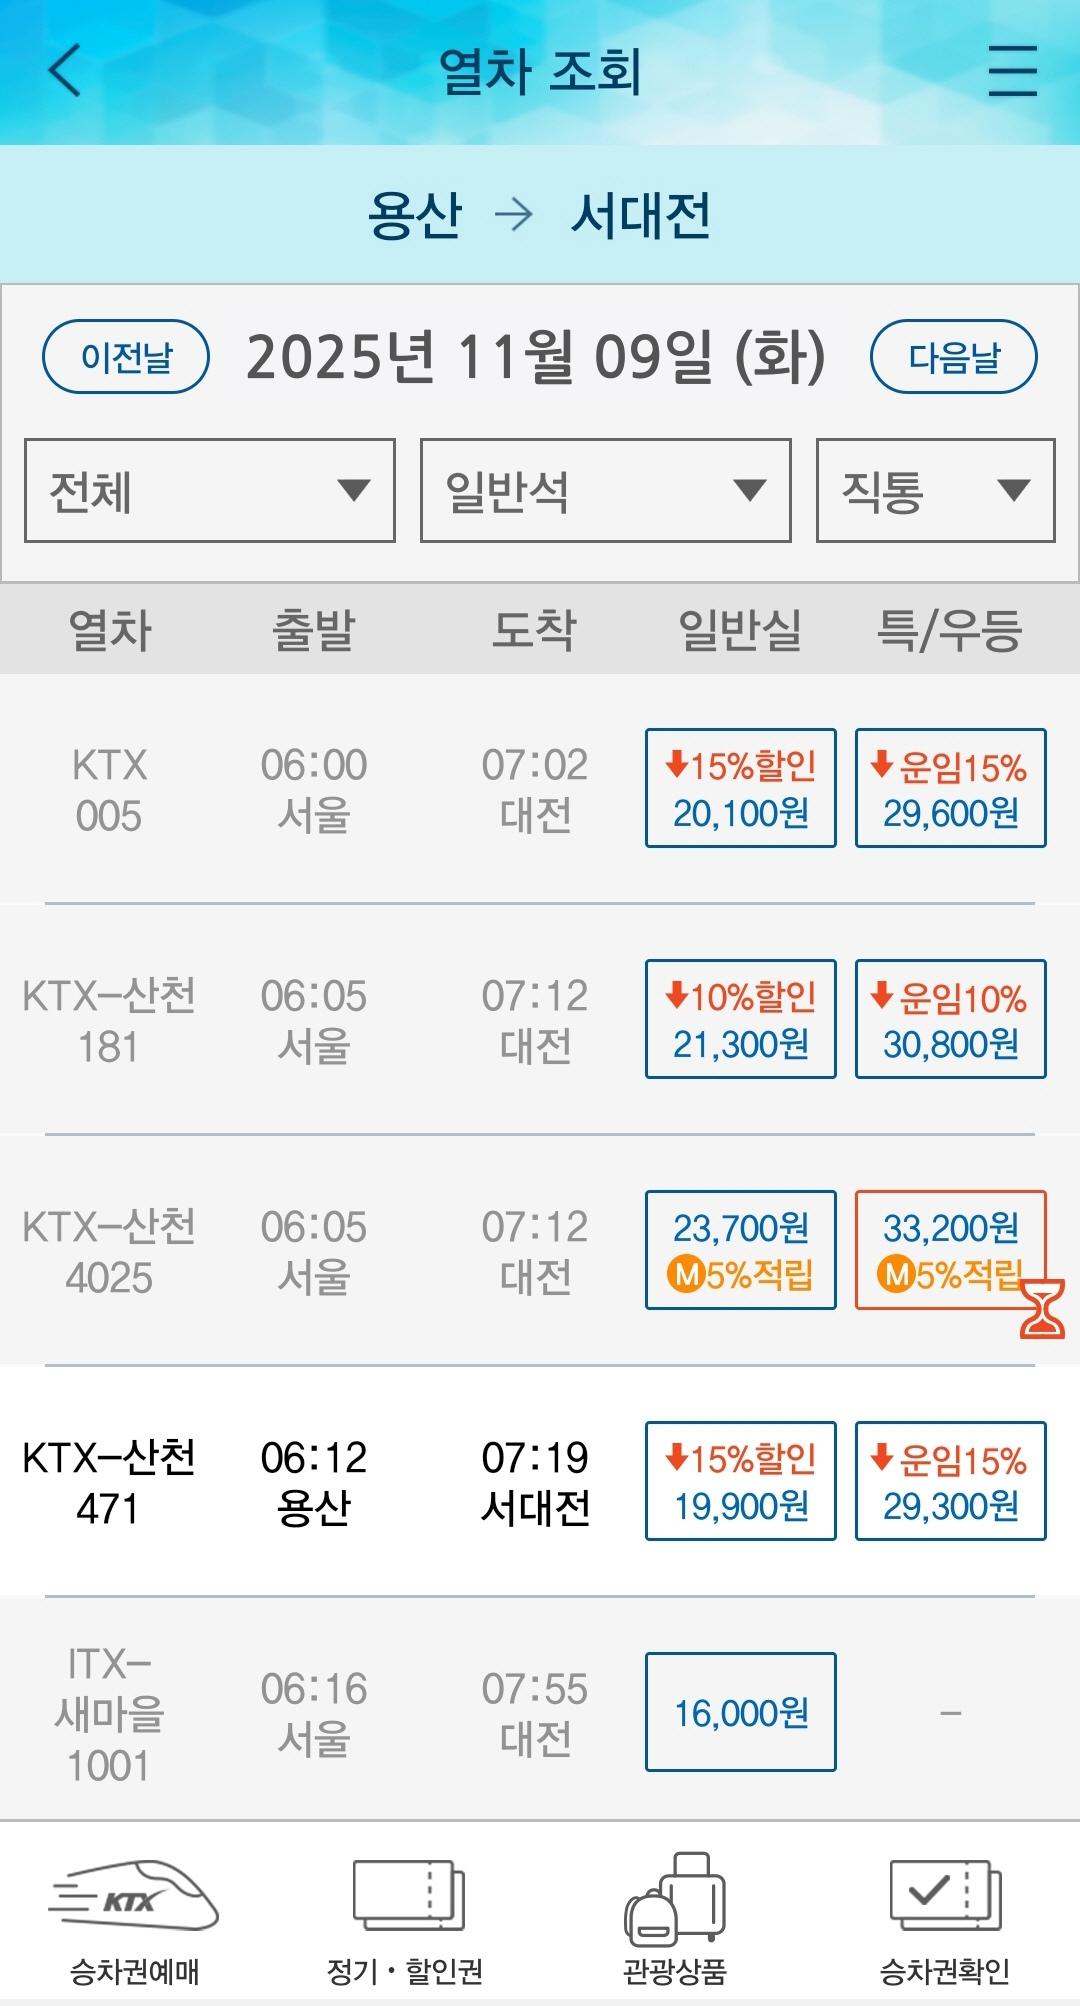 열차 조회
용산 → 서대전
이전날 2025년 11월 09일 (화) 다음날
전체 ▼ 일반석 ▼ 직통 ▼
열차 출발 도착 일반실 특/우등
KTX 06:00 07:02 15%할인 운임15%
005 서울 대전 20,100원 29,600원
KTX-산천 06:05 07:12 10%할인 운임10%
181 서울 대전 21,300원 30,800원
KTX-산천 06:05 07:12 23,700원 33,200원
4025 서울 대전 M5%적립 M5%적립
KTX-산천 06:12 07:19 15%할인 운임15%
471 용산 서대전 19,900원 29,300원
ITX-
새마을 06:16 07:55 16,000원 -
1001 서울 대전
KTX
승차권예매 정기·할인권 관광상품 승차권확인